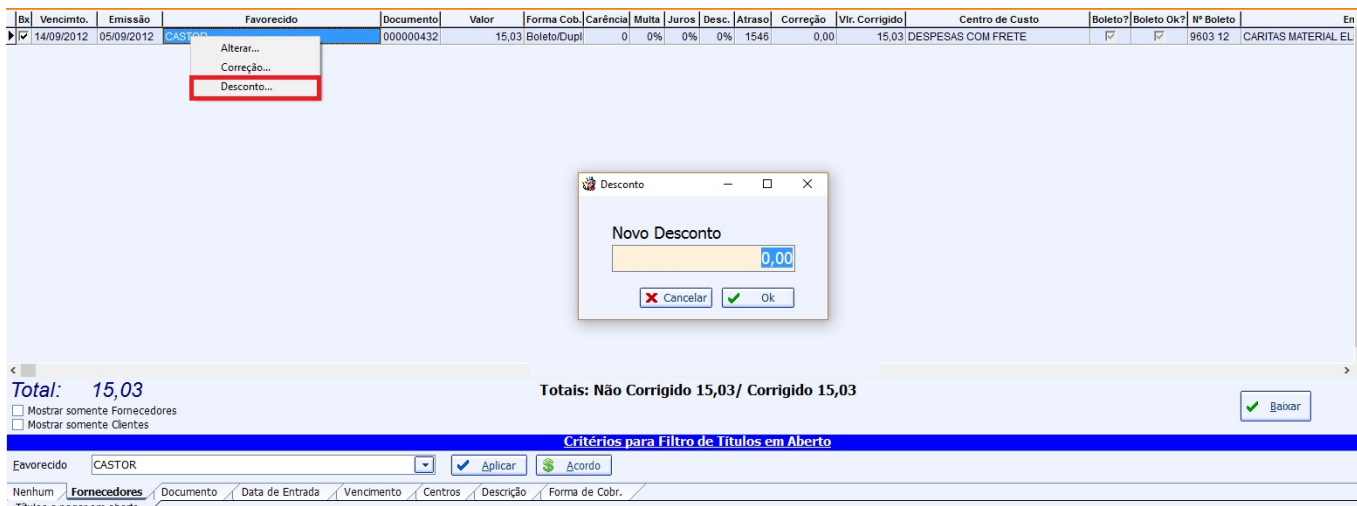 Bx Vencimto. Emissão Favorecido Documento Valor Forma Cob. Carência Multa Juros Desc. Atraso Correção Vlr. Corrigido Centro de Custo Boleto? Boleto Ok? Nº Boleto En
14/09/2012 05/09/2012 CASTOR 000000432 15,03 Boleto/Dupl 0 0% 0% 0% 1546 0,00 15,03 DESPESAS COM FRETE 9603 12 CARITAS MATERIAL EL
Alterar...
Correção...
Desconto...
Desconto
Novo Desconto
0,00
Cancelar Ok
Total: 15,03 Totais: Não Corrigido 15,03/ Corrigido 15,03
Mostrar somente Fornecedores
Mostrar somente Clientes
Baixar
Critérios para Filtro de Títulos em Aberto
Favorecido CASTOR Aplicar Acordo
Nenhum Fornecedores Documento Data de Entrada Vencimento Centros Descrição Forma de Cobr.